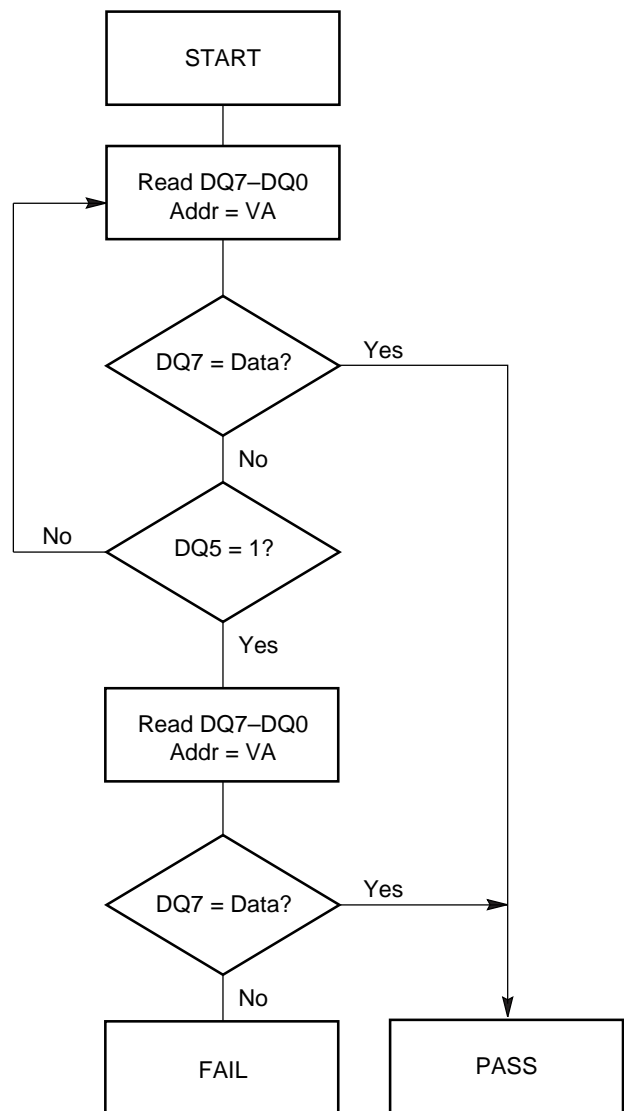 START
Read DQ7–DQ0
Addr = VA
DQ7 = Data?
Yes
No
No
DQ5 = 1?
Yes
Read DQ7–DQ0
Addr = VA
DQ7 = Data?
Yes
No
FAIL
PASS